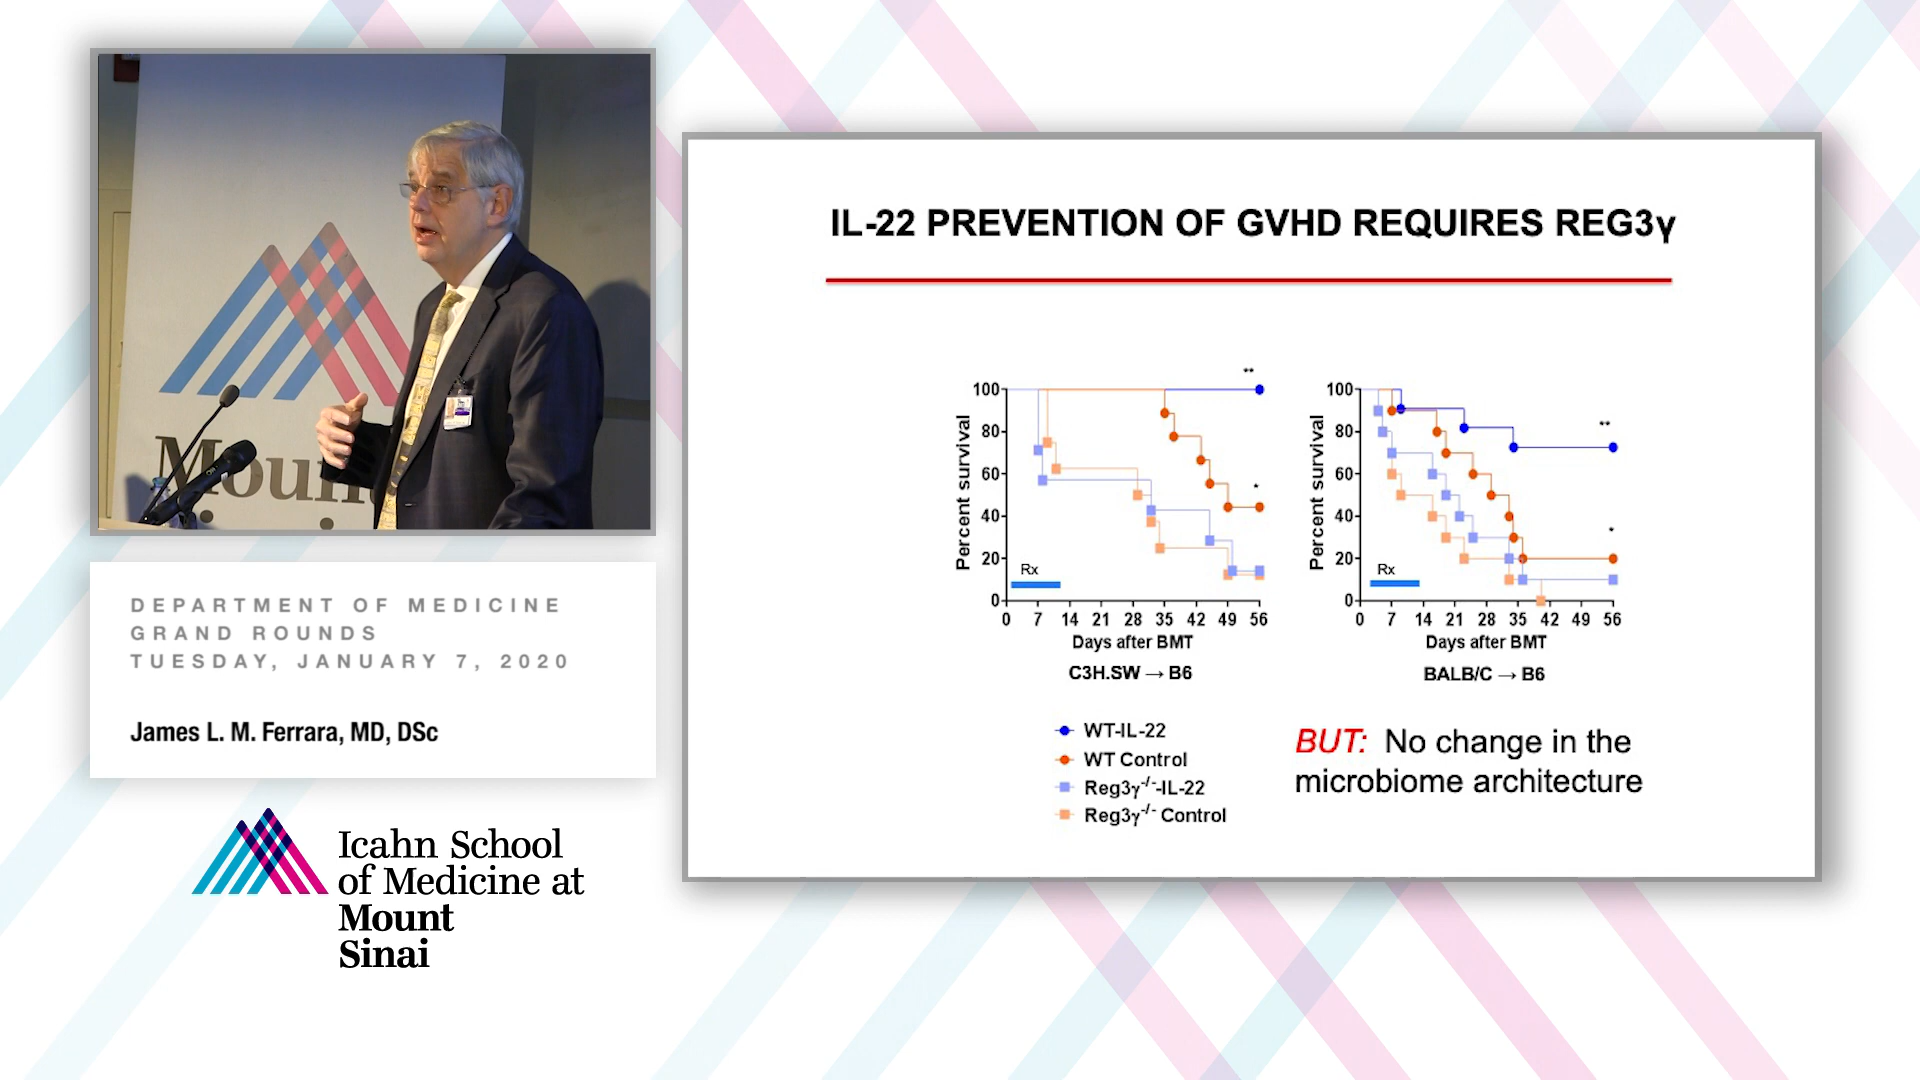 Mount
DEPARTMENT OF MEDICINE
GRAND ROUNDS
TUESDAY, JANUARY 7, 2020
James L. M. Ferrara, MD, DSc
Icahn School
of Medicine at
Mount
Sinai
IL-22 PREVENTION OF GVHD REQUIRES REG3γ
Percent survival
100
80
60
40
20
0
**
*
Rx
0 7 14 21 28 35 42 49 56
Days after BMT
C3H.SW → B6
Percent survival
100
80
60
40
20
0
**
*
Rx
0 7 14 21 28 35 42 49 56
Days after BMT
BALB/C → B6
WT-IL-22
WT Control
Reg3γ-/--IL-22
Reg3γ-/- Control
BUT: No change in the
microbiome architecture